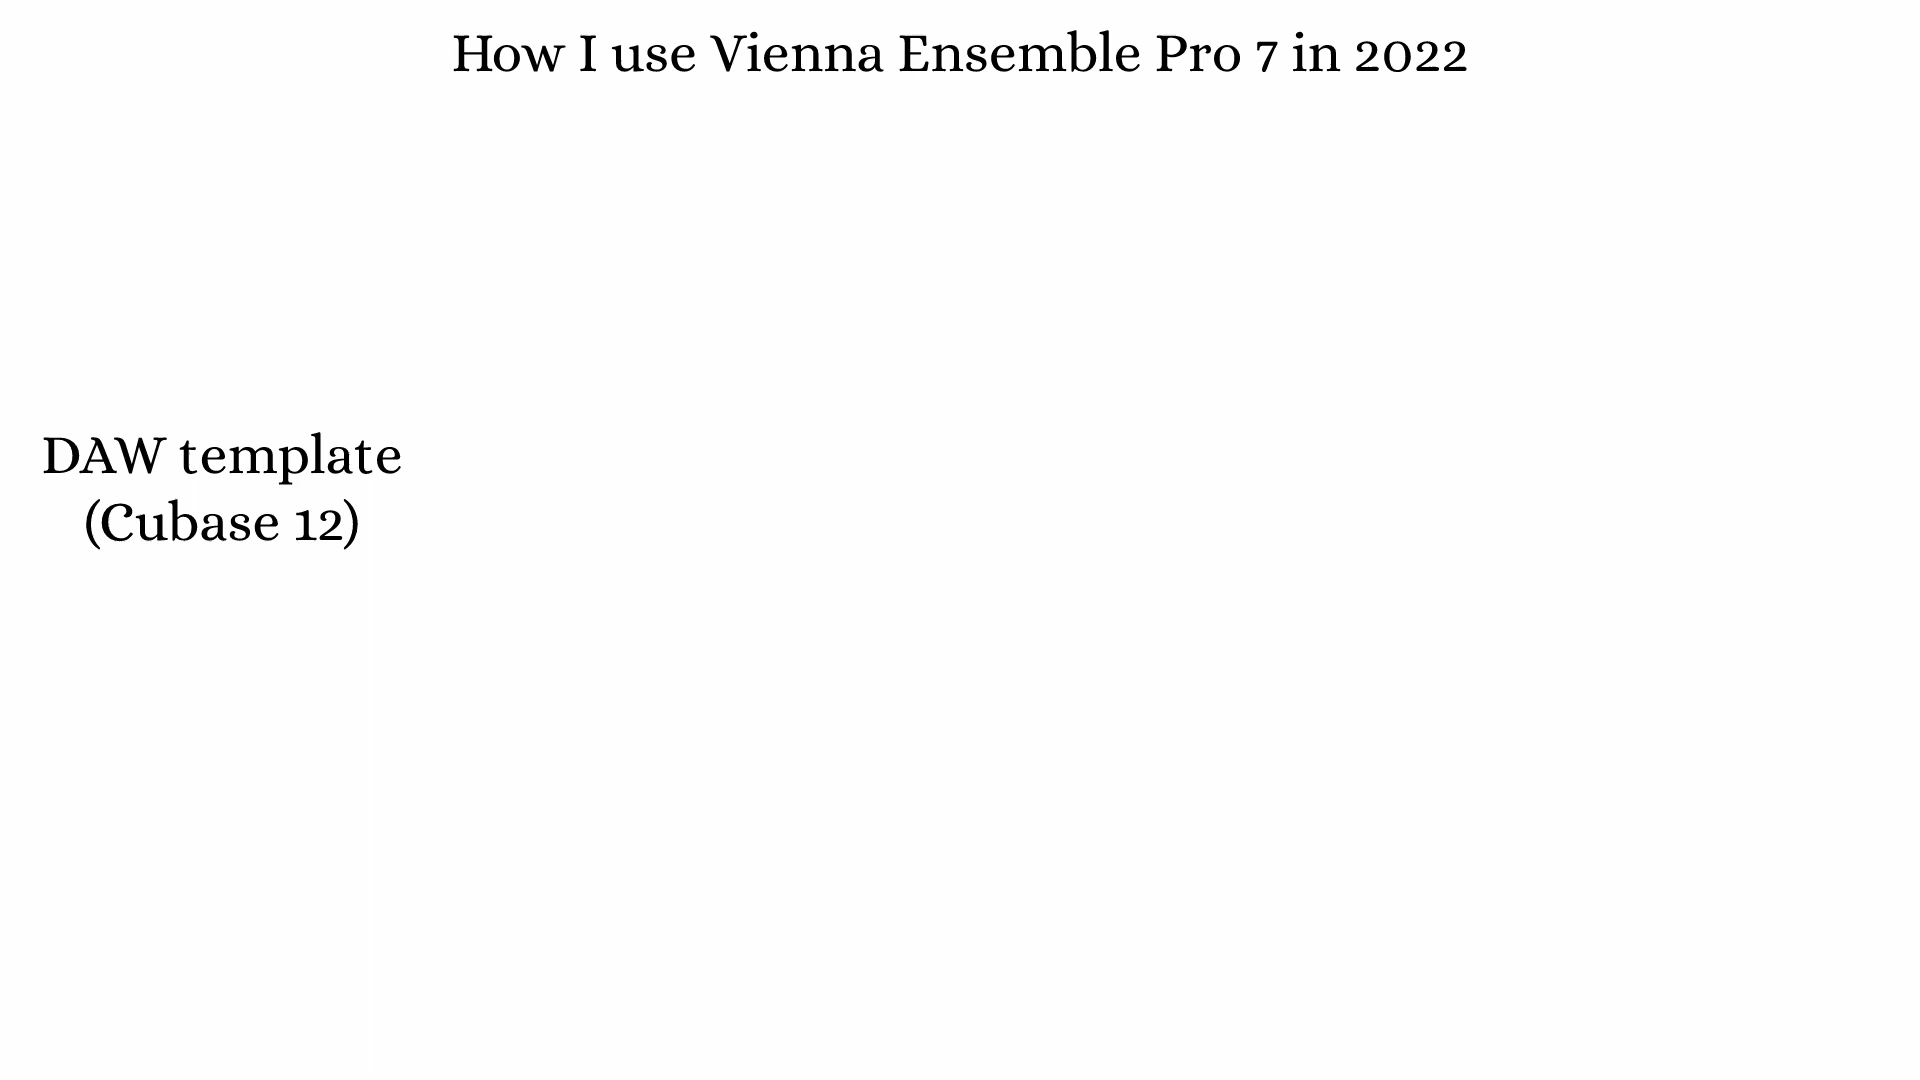 How I use Vienna Ensemble Pro 7 in 2022
DAW template
(Cubase 12)